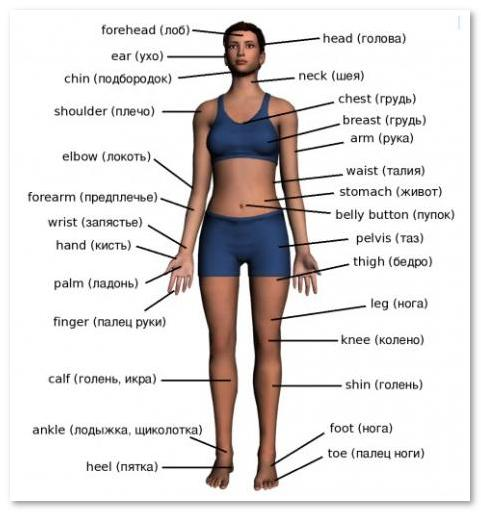 forehead (лоб)
head (голова)
ear (ухо)
chin (подбородок)
neck (шея)
chest (грудь)
shoulder (плечо)
breast (грудь)
arm (рука)
elbow (локоть)
waist (талия)
stomach (живот)
forearm (предплечье)
belly button (пупок)
wrist (запястье)
pelvis (таз)
hand (кисть)
thigh (бедро)
palm (ладонь)
leg (нога)
finger (палец руки)
knee (колено)
calf (голень, икра)
shin (голень)
ankle (лодыжка, щиколотка)
foot (нога)
toe (палец ноги)
heel (пятка)